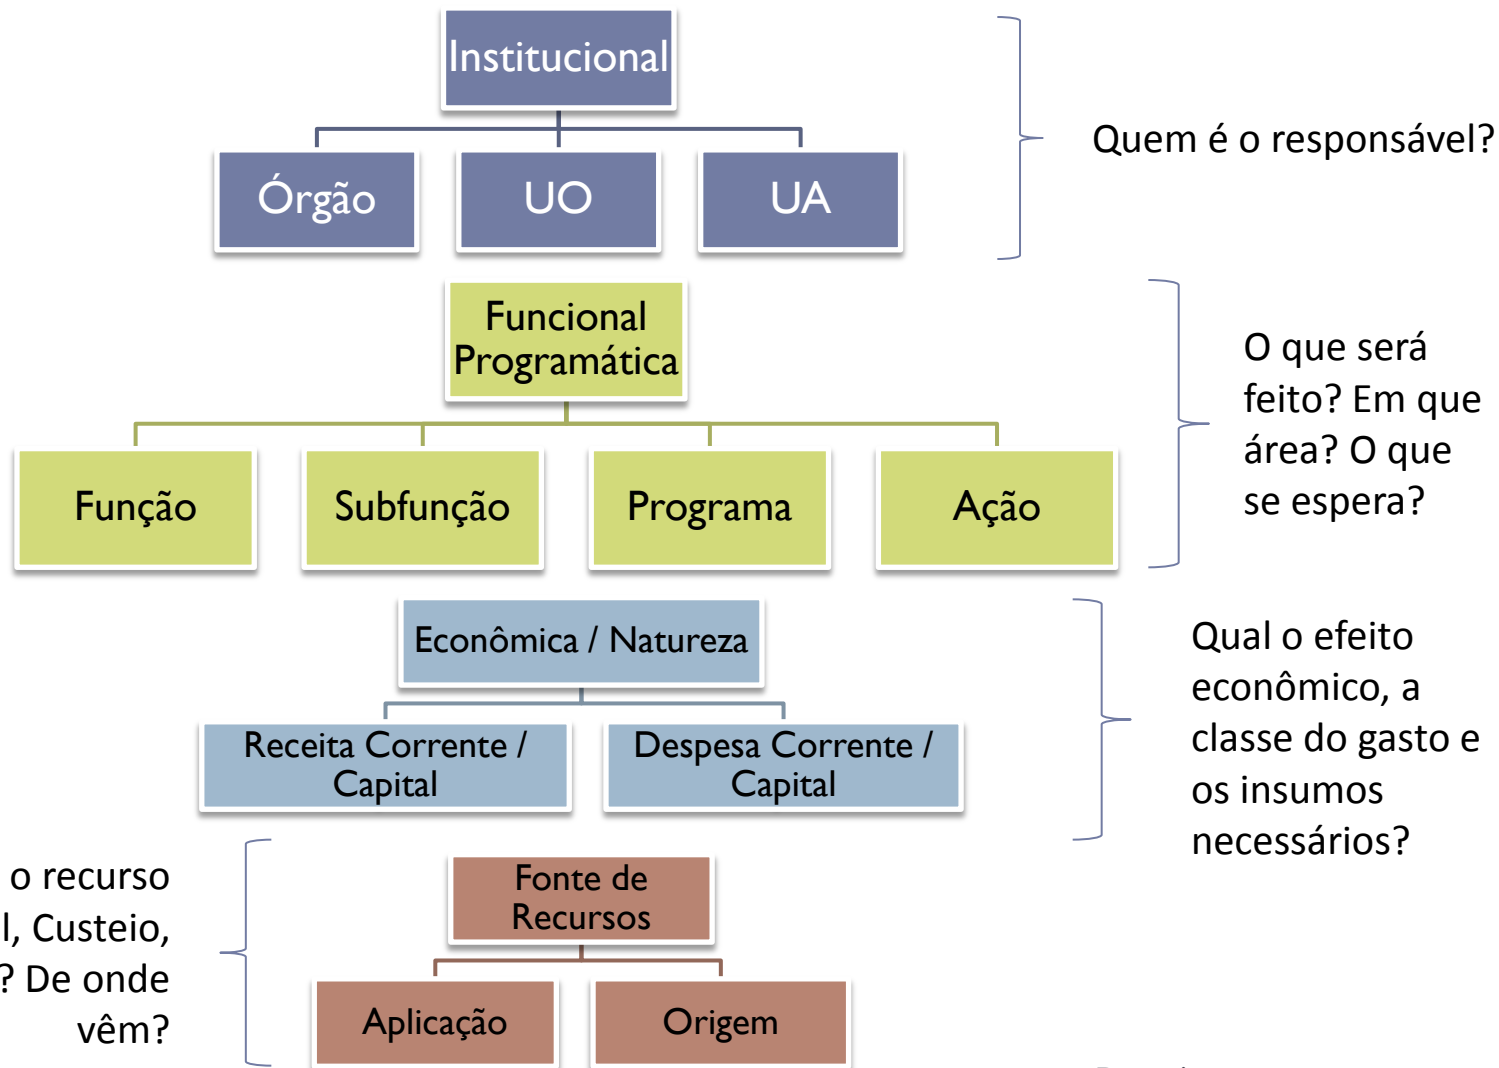 Institucional
Órgão
UO
UA
Quem é o responsável?
Funcional
Programática
Função
Subfunção
Programa
Ação
O que será
feito? Em que
área? O que
se espera?
Econômica / Natureza
Receita Corrente /
Capital
Despesa Corrente /
Capital
Qual o efeito
econômico, a
classe do gasto e
os insumos
necessários?
o recurso
l, Custeio,
? De onde
vêm?
Fonte de
Recursos
Aplicação
Origem